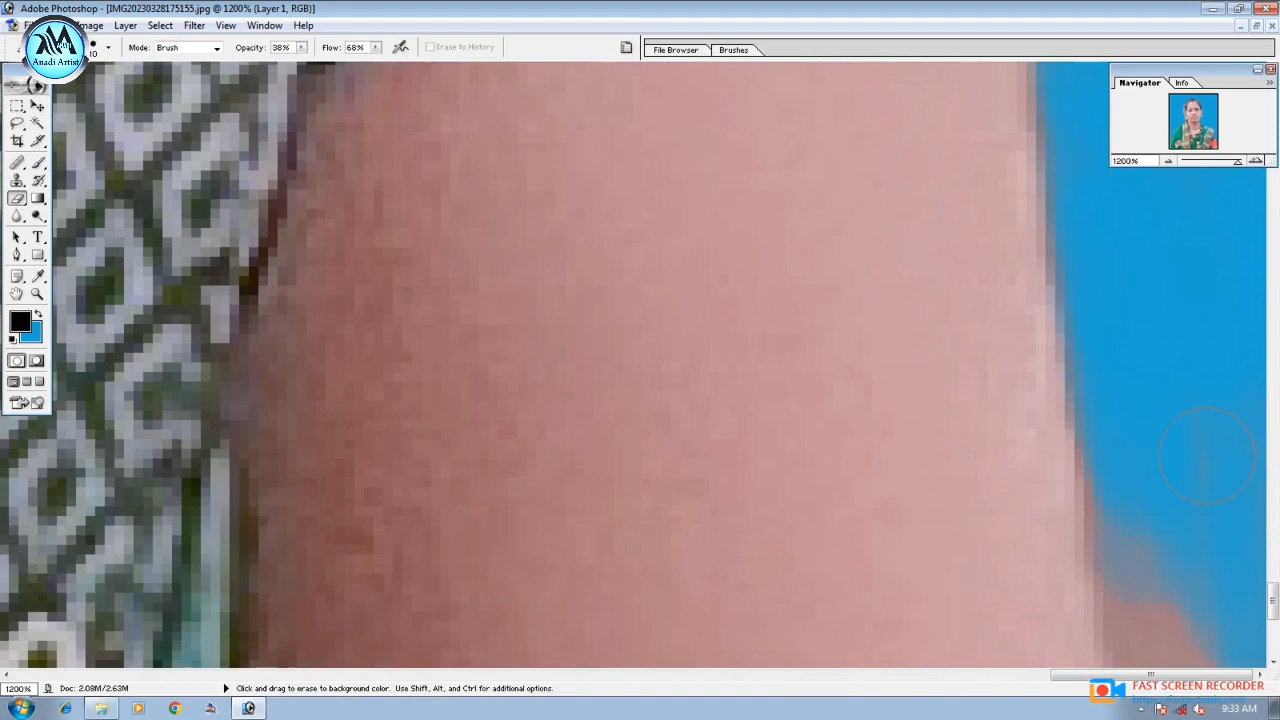 Adobe Photoshop - [IMG20230328175155.jpg @ 1200% (Layer 1, RGB)]
Image Layer Select Filter View Window Help
10 Mode: Brush Opacity: 38% Flow: 68% Erase to History File Browser Brushes
Anadi Artist
Navigator Info
1200%
1200% Doc: 2.08M/2.63M Click and drag to erase to background color. Use Shift, Alt, and Ctrl for additional options.
FAST SCREEN RECORDER
9:33 AM